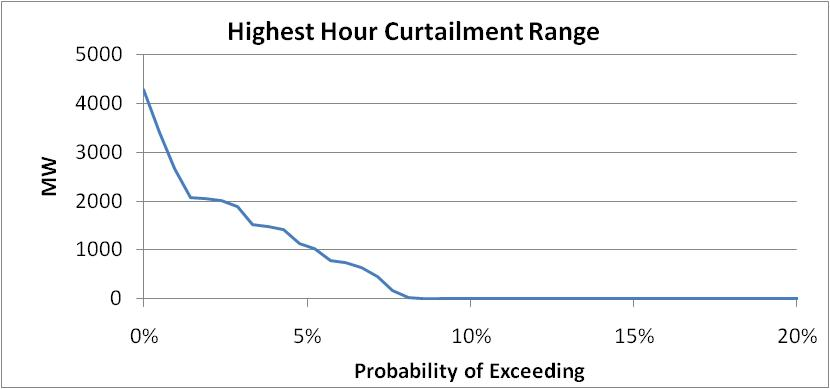 Highest Hour Curtailment Range
5000
4000
3000
2000
1000
0
MW
0% 5% 10% 15% 20%
Probability of Exceeding